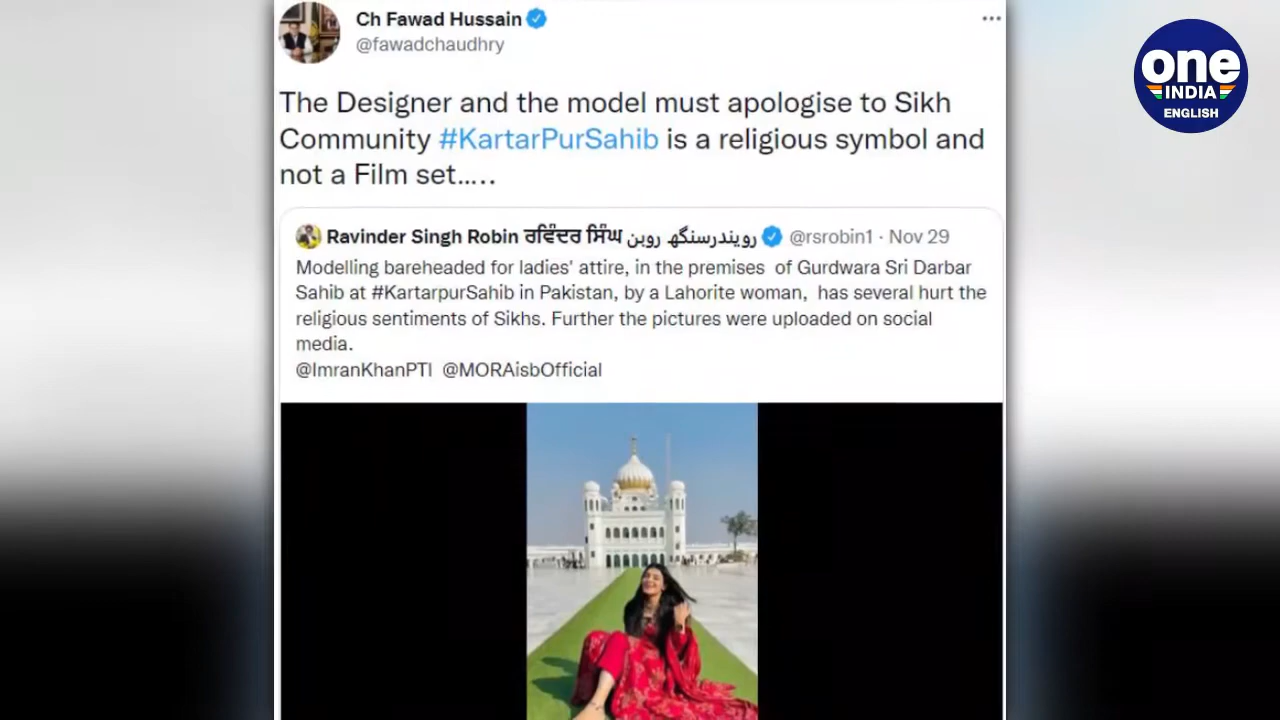 Ch Fawad Hussain
@fawadchaudhry
The Designer and the model must apologise to Sikh
Community #KartarPurSahib is a religious symbol and
not a Film set.....
Ravinder Singh Robin ਰਵਿੰਦਰ ਸਿੰਘ رویندرسنگھ روبن @rsrobin1 · Nov 29
Modelling bareheaded for ladies' attire, in the premises of Gurdwara Sri Darbar
Sahib at #KartarpurSahib in Pakistan, by a Lahorite woman, has several hurt the
religious sentiments of Sikhs. Further the pictures were uploaded on social
media.
@ImranKhanPTI @MORAisbOfficial
one
INDIA
ENGLISH